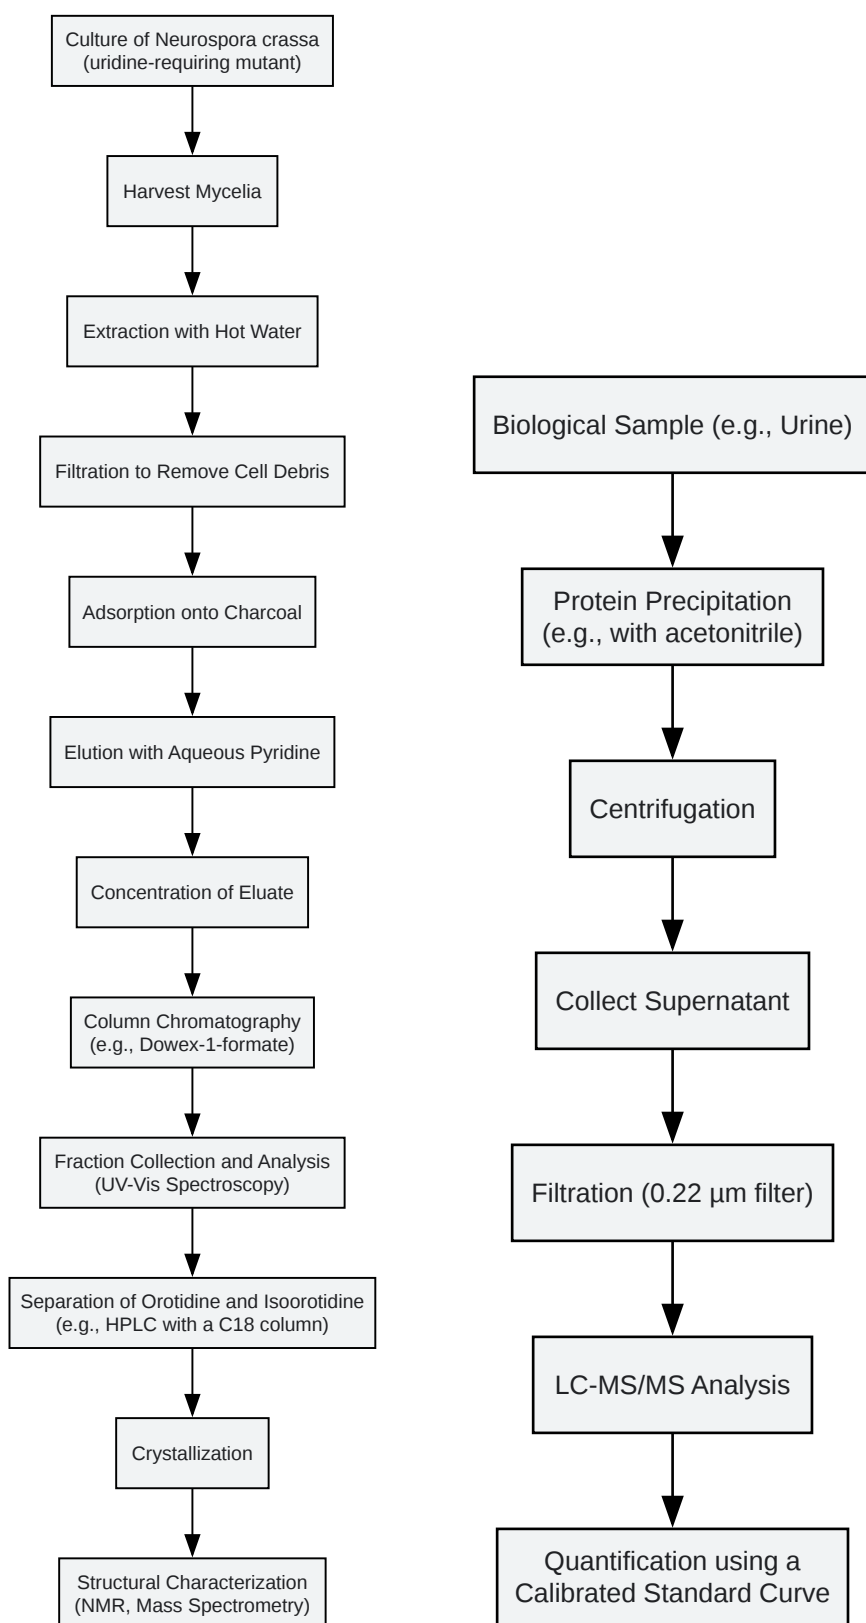 Culture of Neurospora crassa
(uridine-requiring mutant)
Harvest Mycelia
Extraction with Hot Water
Filtration to Remove Cell Debris
Adsorption onto Charcoal
Elution with Aqueous Pyridine
Concentration of Eluate
Column Chromatography
(e.g., Dowex-1-formate)
Fraction Collection and Analysis
(UV-Vis Spectroscopy)
Separation of Orotidine and Isoorotidine
(e.g., HPLC with a C18 column)
Crystallization
Structural Characterization
(NMR, Mass Spectrometry)
Biological Sample (e.g., Urine)
Protein Precipitation
(e.g., with acetonitrile)
Centrifugation
Collect Supernatant
Filtration (0.22 µm filter)
LC-MS/MS Analysis
Quantification using a
Calibrated Standard Curve